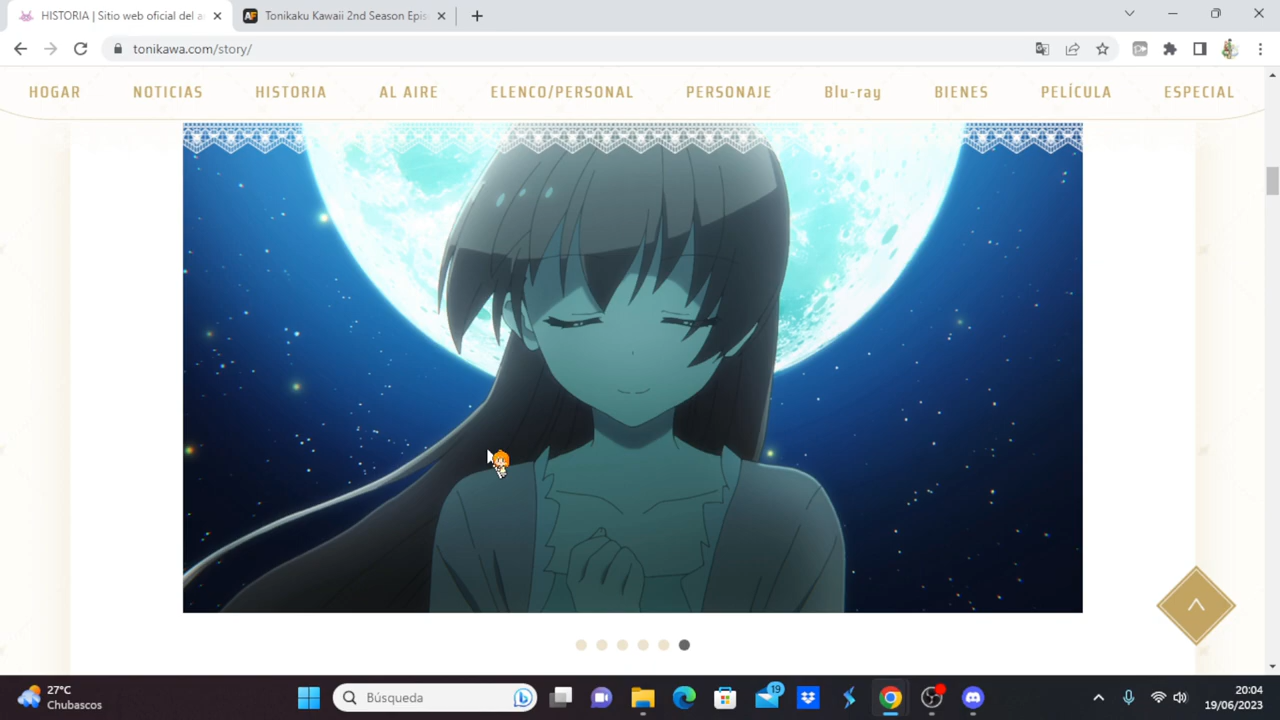 HISTORIA | Sitio web oficial del a
Tonikaku Kawaii 2nd Season Epis
tonikawa.com/story/
HOGAR NOTICIAS HISTORIA AL AIRE ELENCO/PERSONAL PERSONAJE Blu-ray BIENES PELÍCULA ESPECIAL
27°C
Chubascos
Búsqueda
19
20:04
19/06/2023